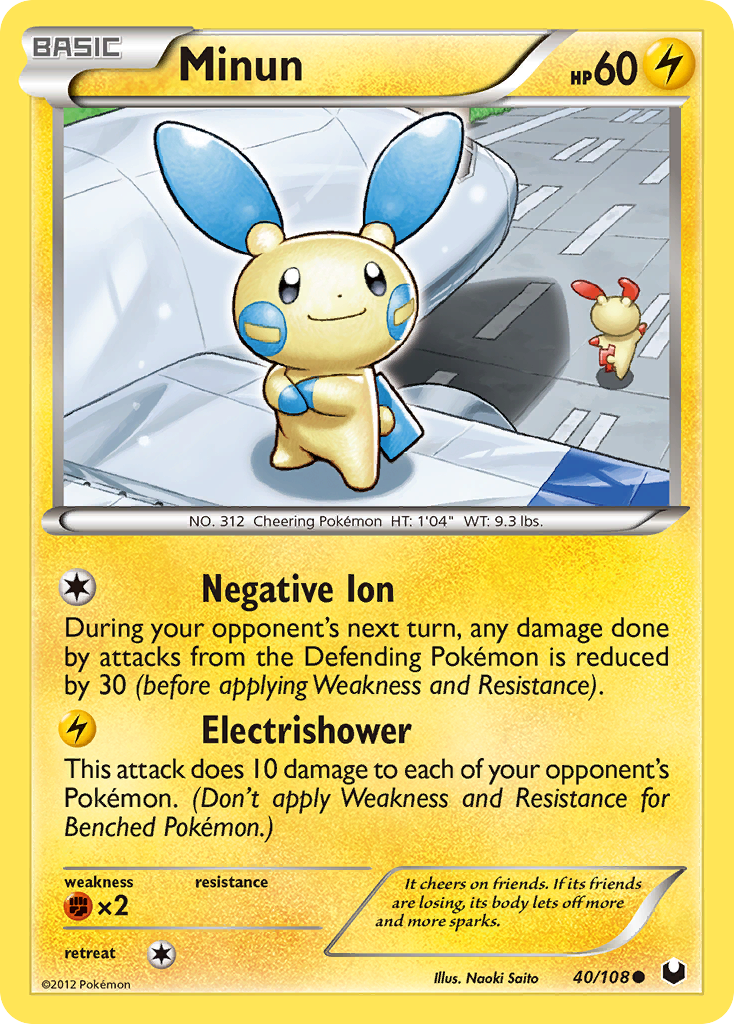 BASIC
Minun
HP60
NO. 312 Cheering Pokémon HT: 1'04" WT: 9.3 lbs.
Negative Ion
During your opponent's next turn, any damage done
by attacks from the Defending Pokémon is reduced
by 30 (before applying Weakness and Resistance).
Electrishower
This attack does 10 damage to each of your opponent's
Pokémon. (Don't apply Weakness and Resistance for
Benched Pokémon.)
weakness resistance
×2
retreat
It cheers on friends. If its friends
are losing, its body lets off more
and more sparks.
©2012 Pokémon
Illus. Naoki Saito
40/108